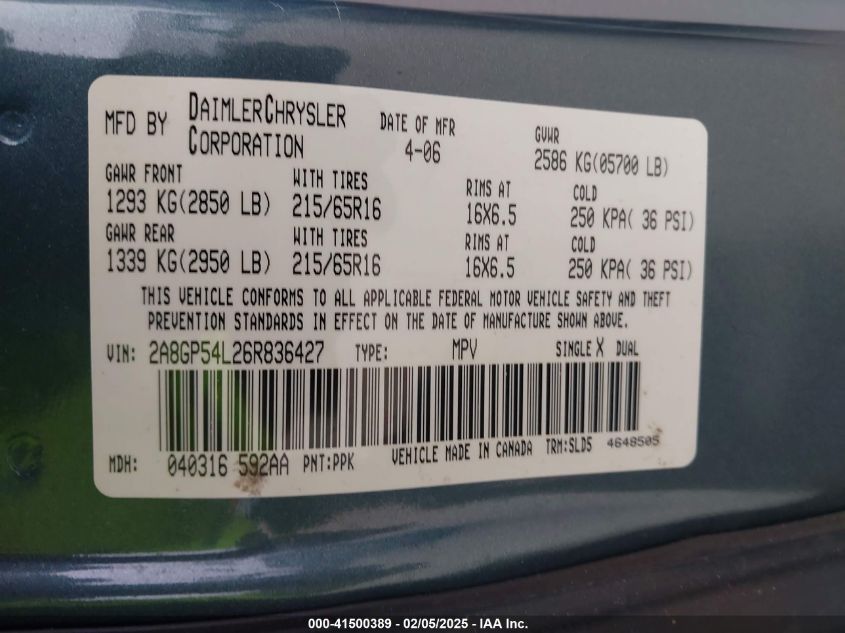 MFD BY DAIMLERCHRYSLER CORPORATION DATE OF MFR 4-06 GVWR 2586 KG(05700 LB)
GAWR FRONT WITH TIRES RIMS AT COLD
1293 KG(2850 LB) 215/65R16 16X6.5 250 KPA( 36 PSI)
GAWR REAR WITH TIRES RIMS AT COLD
1339 KG(2950 LB) 215/65R16 16X6.5 250 KPA( 36 PSI)
THIS VEHICLE CONFORMS TO ALL APPLICABLE FEDERAL MOTOR VEHICLE SAFETY AND THEFT
PREVENTION STANDARDS IN EFFECT ON THE DATE OF MANUFACTURE SHOWN ABOVE.
VIN: 2A8GP54L26R836427 TYPE: MPV SINGLE X DUAL
MDH: 040316 592AA PNT:PPK VEHICLE MADE IN CANADA TRM:SLD5 4648505
000-41500389 - 02/05/2025 - IAA Inc.